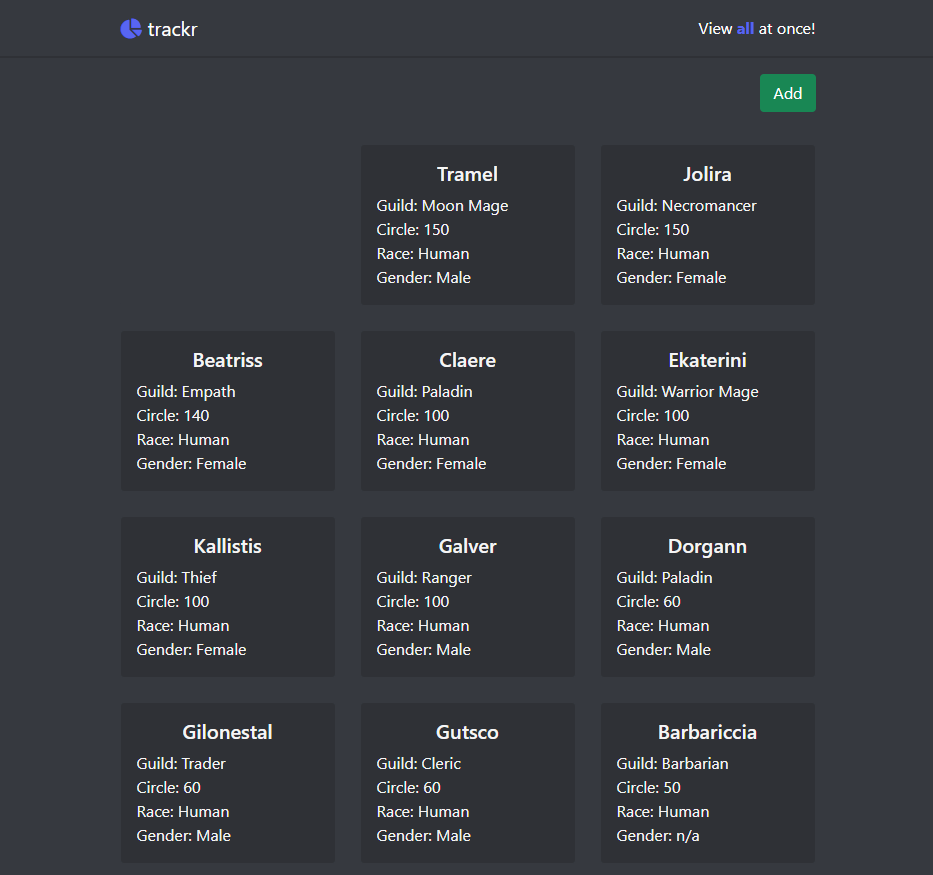 trackr
View all at once!
Add
Tramel
Guild: Moon Mage
Circle: 150
Race: Human
Gender: Male
Jolira
Guild: Necromancer
Circle: 150
Race: Human
Gender: Female
Beatriss
Guild: Empath
Circle: 140
Race: Human
Gender: Female
Claere
Guild: Paladin
Circle: 100
Race: Human
Gender: Female
Ekaterini
Guild: Warrior Mage
Circle: 100
Race: Human
Gender: Female
Kallistis
Guild: Thief
Circle: 100
Race: Human
Gender: Female
Galver
Guild: Ranger
Circle: 100
Race: Human
Gender: Male
Dorgann
Guild: Paladin
Circle: 60
Race: Human
Gender: Male
Gilonestal
Guild: Trader
Circle: 60
Race: Human
Gender: Male
Gutsco
Guild: Cleric
Circle: 60
Race: Human
Gender: Male
Barbariccia
Guild: Barbarian
Circle: 50
Race: Human
Gender: n/a